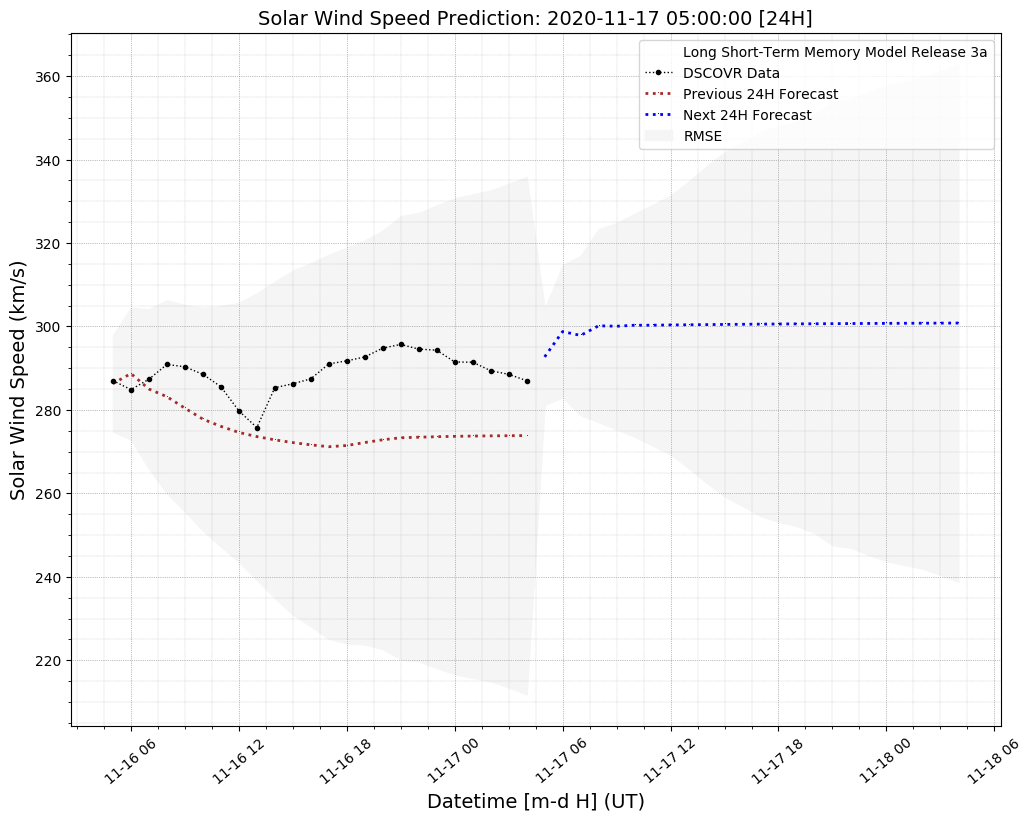 Solar Wind Speed Prediction: 2020-11-17 05:00:00 [24H]
Long Short-Term Memory Model Release 3a
DSCOVR Data
Previous 24H Forecast
Next 24H Forecast
RMSE
Solar Wind Speed (km/s)
360
340
320
300
280
260
240
220
11-16 06
11-16 12
11-16 18
11-17 00
11-17 06
11-17 12
11-17 18
11-18 00
11-18 06
Datetime [m-d H] (UT)